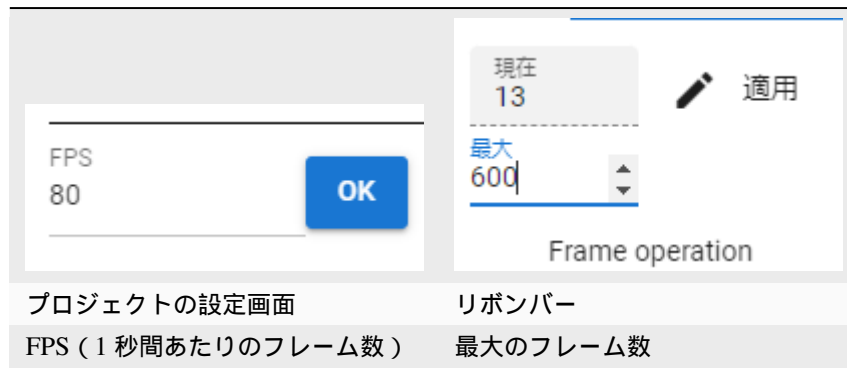 FPS
80
OK
現在
13
適用
最大
600
Frame operation
プロジェクトの設定画面
リボンバー
FPS(1秒間あたりのフレーム数)
最大のフレーム数